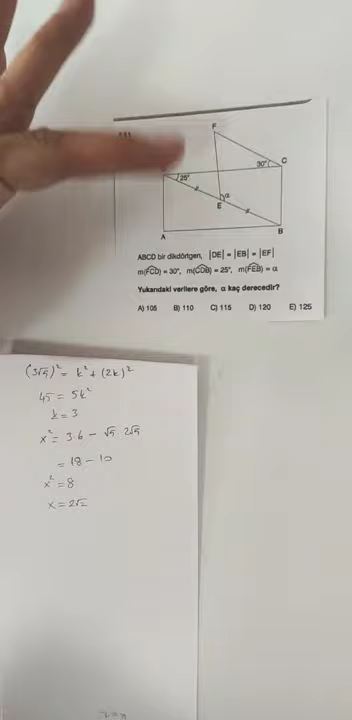 F
30°
C
25°
E
α
A
B
ABCD bir dikdörtgen, |DE| = |EB| = |EF|
m(FCD) = 30°, m(CDB) = 25°, m(FEB) = α
Yukarıdaki verilere göre, α kaç derecedir?
A) 105 B) 110 C) 115 D) 120 E) 125
(3√5)² = k² + (2k)²
45 = 5k²
k = 3
x² = 3.6 − √5 . 2√5
= 18 − 10
x² = 8
x = 2√2